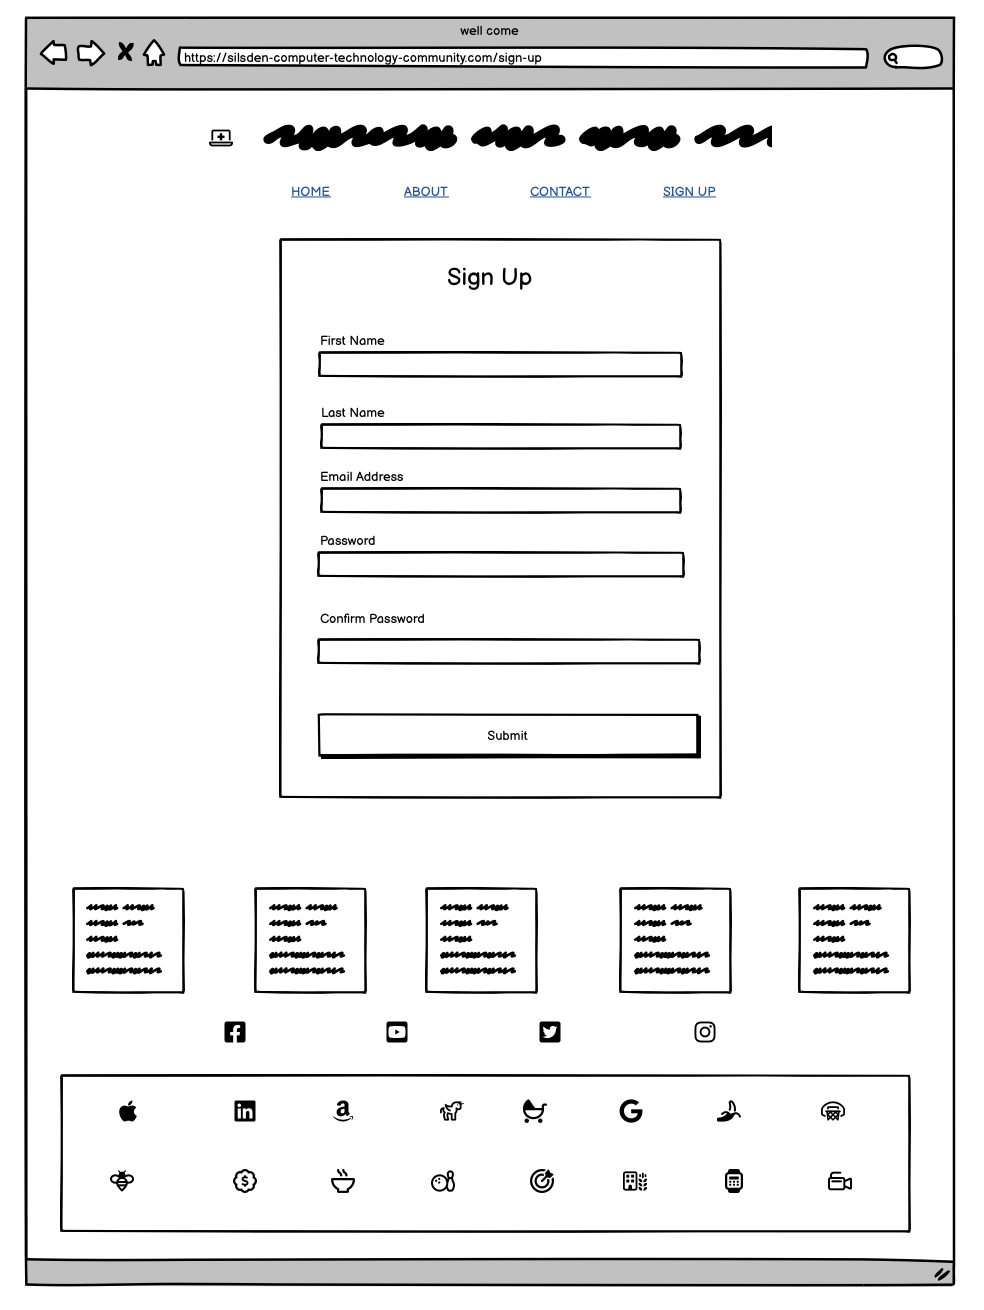 well come
https://silsden-computer-technology-community.com/sign-up
HOME ABOUT CONTACT SIGN UP
Sign Up
First Name
Last Name
Email Address
Password
Confirm Password
Submit